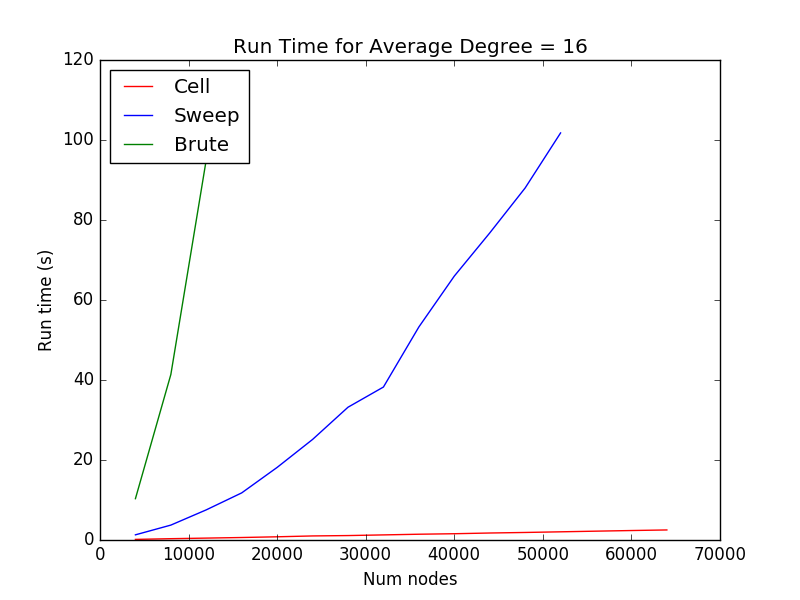 Run Time for Average Degree = 16
120
100
80
60
40
20
0
Run time (s)
Cell
Sweep
Brute
0 10000 20000 30000 40000 50000 60000 70000
Num nodes